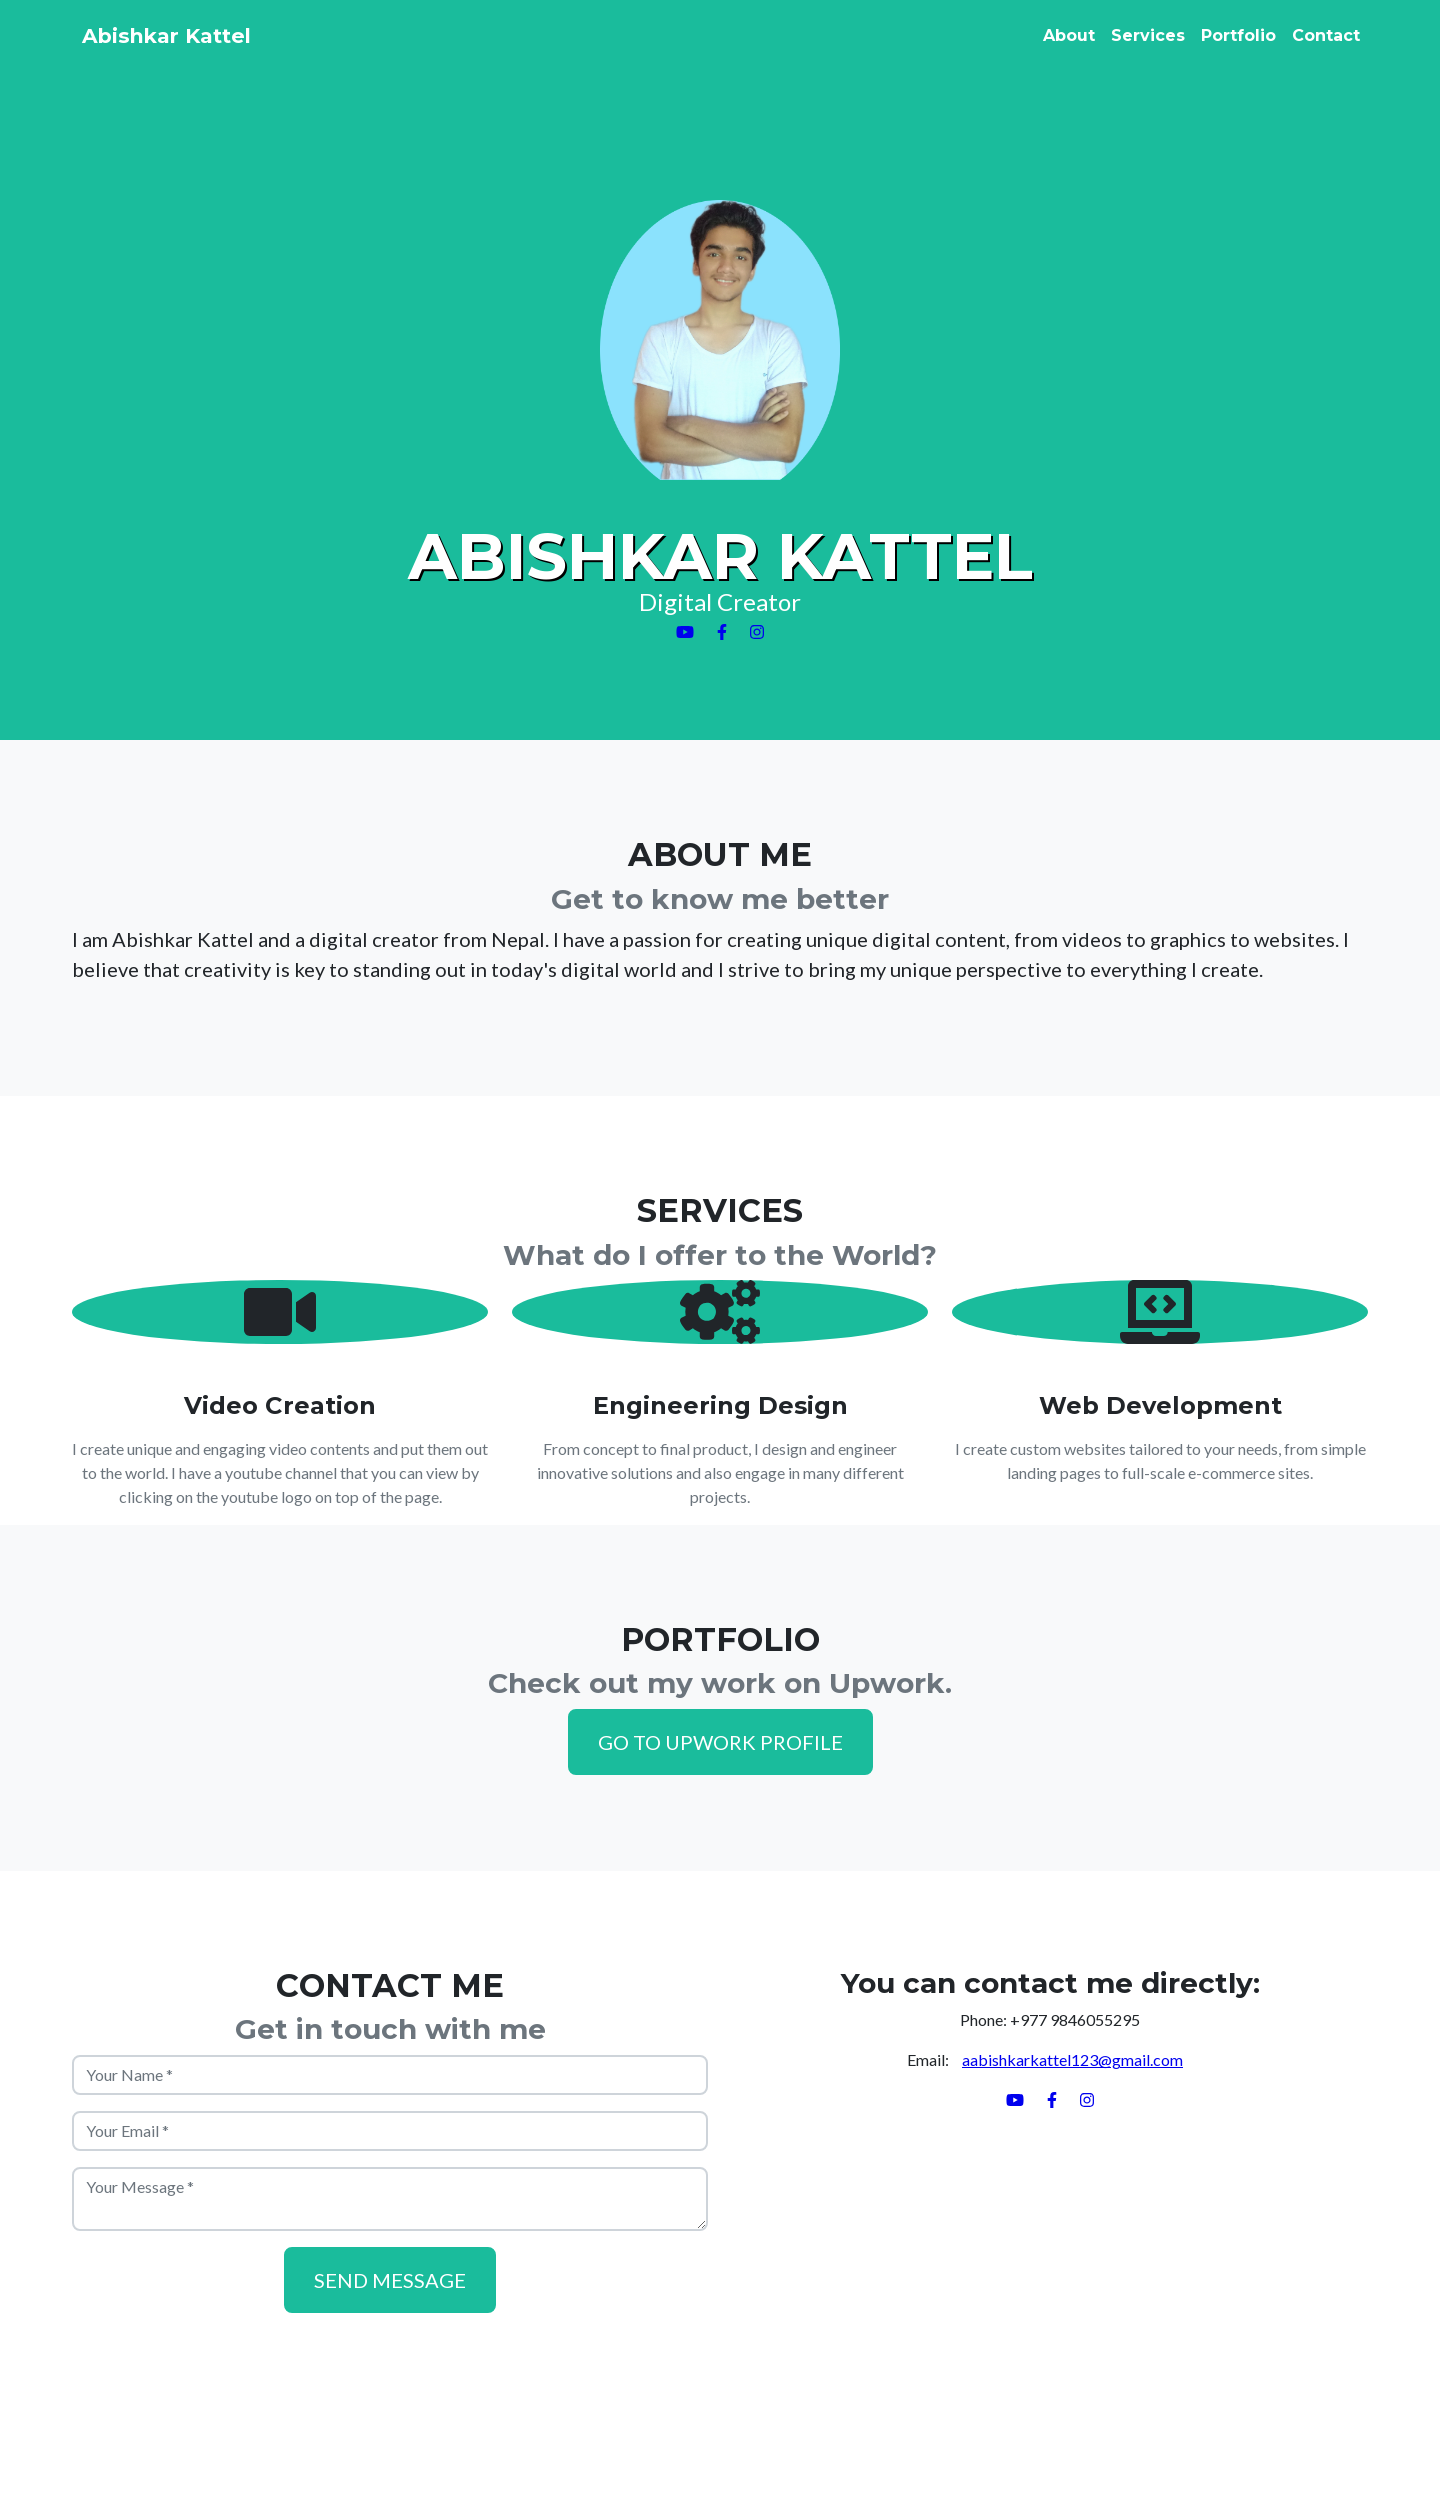 Abishkar Kattel
About Services Portfolio Contact
ABISHKAR KATTEL
Digital Creator
ABOUT ME
Get to know me better
I am Abishkar Kattel and a digital creator from Nepal. I have a passion for creating unique digital content, from videos to graphics to websites. I
believe that creativity is key to standing out in today's digital world and I strive to bring my unique perspective to everything I create.
SERVICES
What do I offer to the World?
Video Creation
I create unique and engaging video contents and put them out
to the world. I have a youtube channel that you can view by
clicking on the youtube logo on top of the page.
Engineering Design
From concept to final product, I design and engineer
innovative solutions and also engage in many different
projects.
Web Development
I create custom websites tailored to your needs, from simple
landing pages to full-scale e-commerce sites.
PORTFOLIO
Check out my work on Upwork.
GO TO UPWORK PROFILE
CONTACT ME
Get in touch with me
Your Name *
Your Email *
Your Message *
SEND MESSAGE
You can contact me directly:
Phone: +977 9846055295
Email: aabishkarkattel123@gmail.com